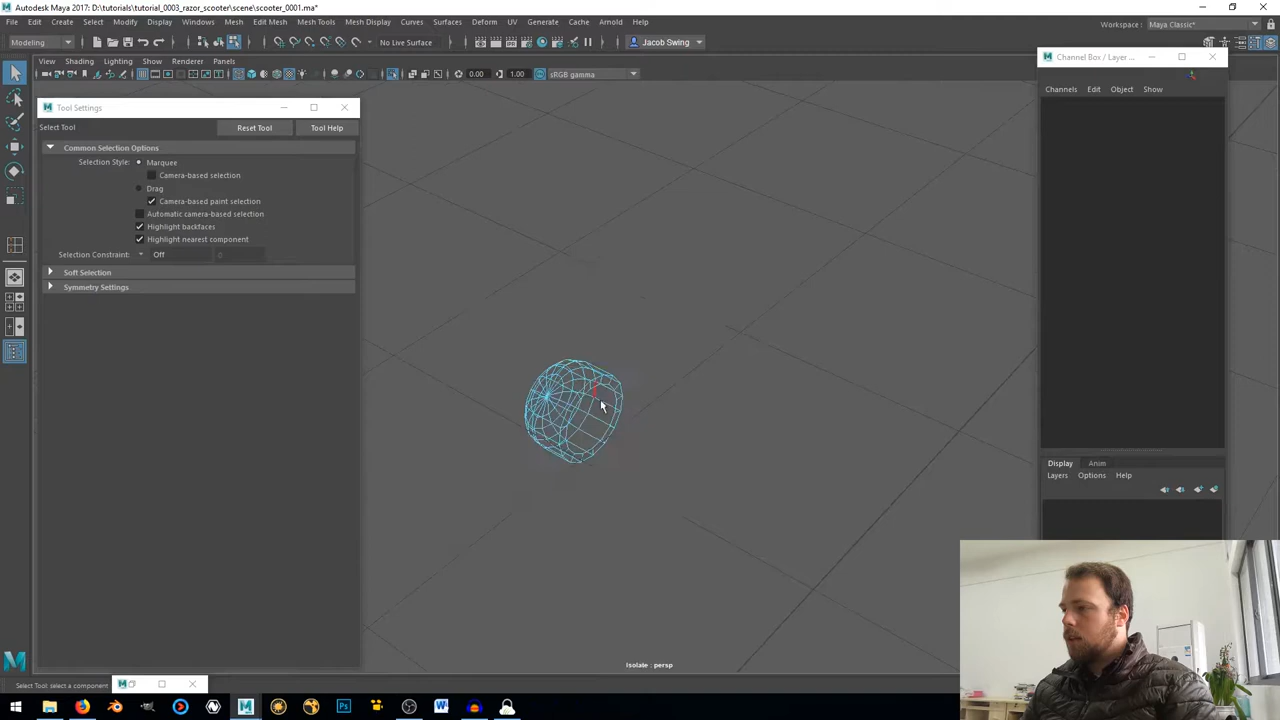 Autodesk Maya 2017: D:\tutorials\tutorial_0003_razor_scooter\scene\scooter_0001.ma*
File Edit Create Select Modify Display Windows Mesh Edit Mesh Mesh Tools Mesh Display Curves Surfaces Deform UV Generate Cache Arnold Help
Workspace: Maya Classic*
Modeling No Live Surface Jacob Swing
View Shading Lighting Show Renderer Panels
0.00 1.00 sRGB gamma
Channel Box / Layer ...
Channels Edit Object Show
Tool Settings
Select Tool Reset Tool Tool Help
Common Selection Options
Selection Style: Marquee
Camera-based selection
Drag
Camera-based paint selection
Automatic camera-based selection
Highlight backfaces
Highlight nearest component
Selection Constraint: Off 0
Soft Selection
Symmetry Settings
Display Anim
Layers Options Help
Isolate : persp
Select Tool: select a component